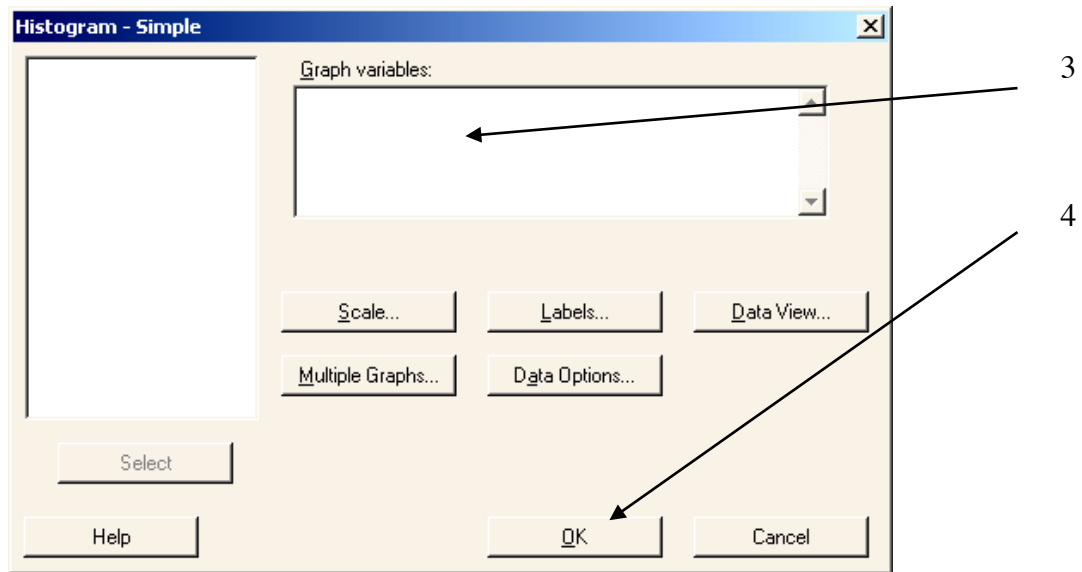 Histogram - Simple
Graph variables:
3
4
Scale...
Labels...
Data View...
Multiple Graphs...
Data Options...
Select
Help
OK
Cancel